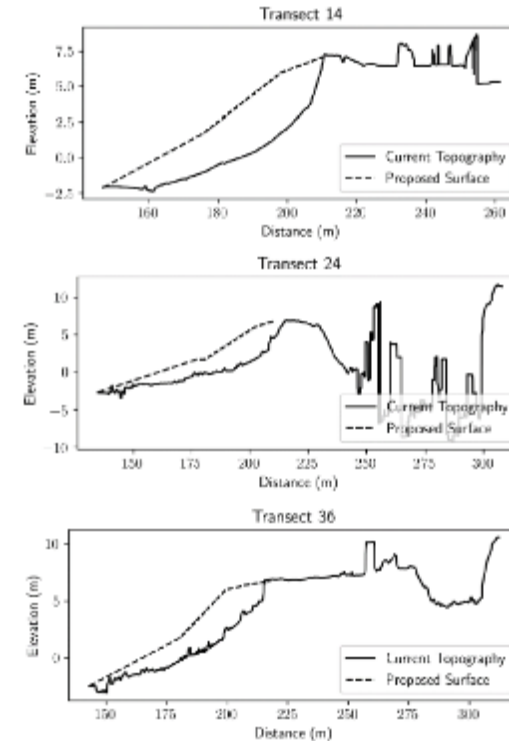 Transect 14
7.5
5.0
2.5
0.0
−2.5
Elevation (m)
160 180 200 220 240 260
Distance (m)
Current Topography
Proposed Surface
Transect 24
10
5
0
−5
−10
Elevation (m)
150 175 200 225 250 275 300
Distance (m)
Current Topography
Proposed Surface
Transect 36
10
5
0
Elevation (m)
150 175 200 225 250 275 300
Distance (m)
Current Topography
Proposed Surface